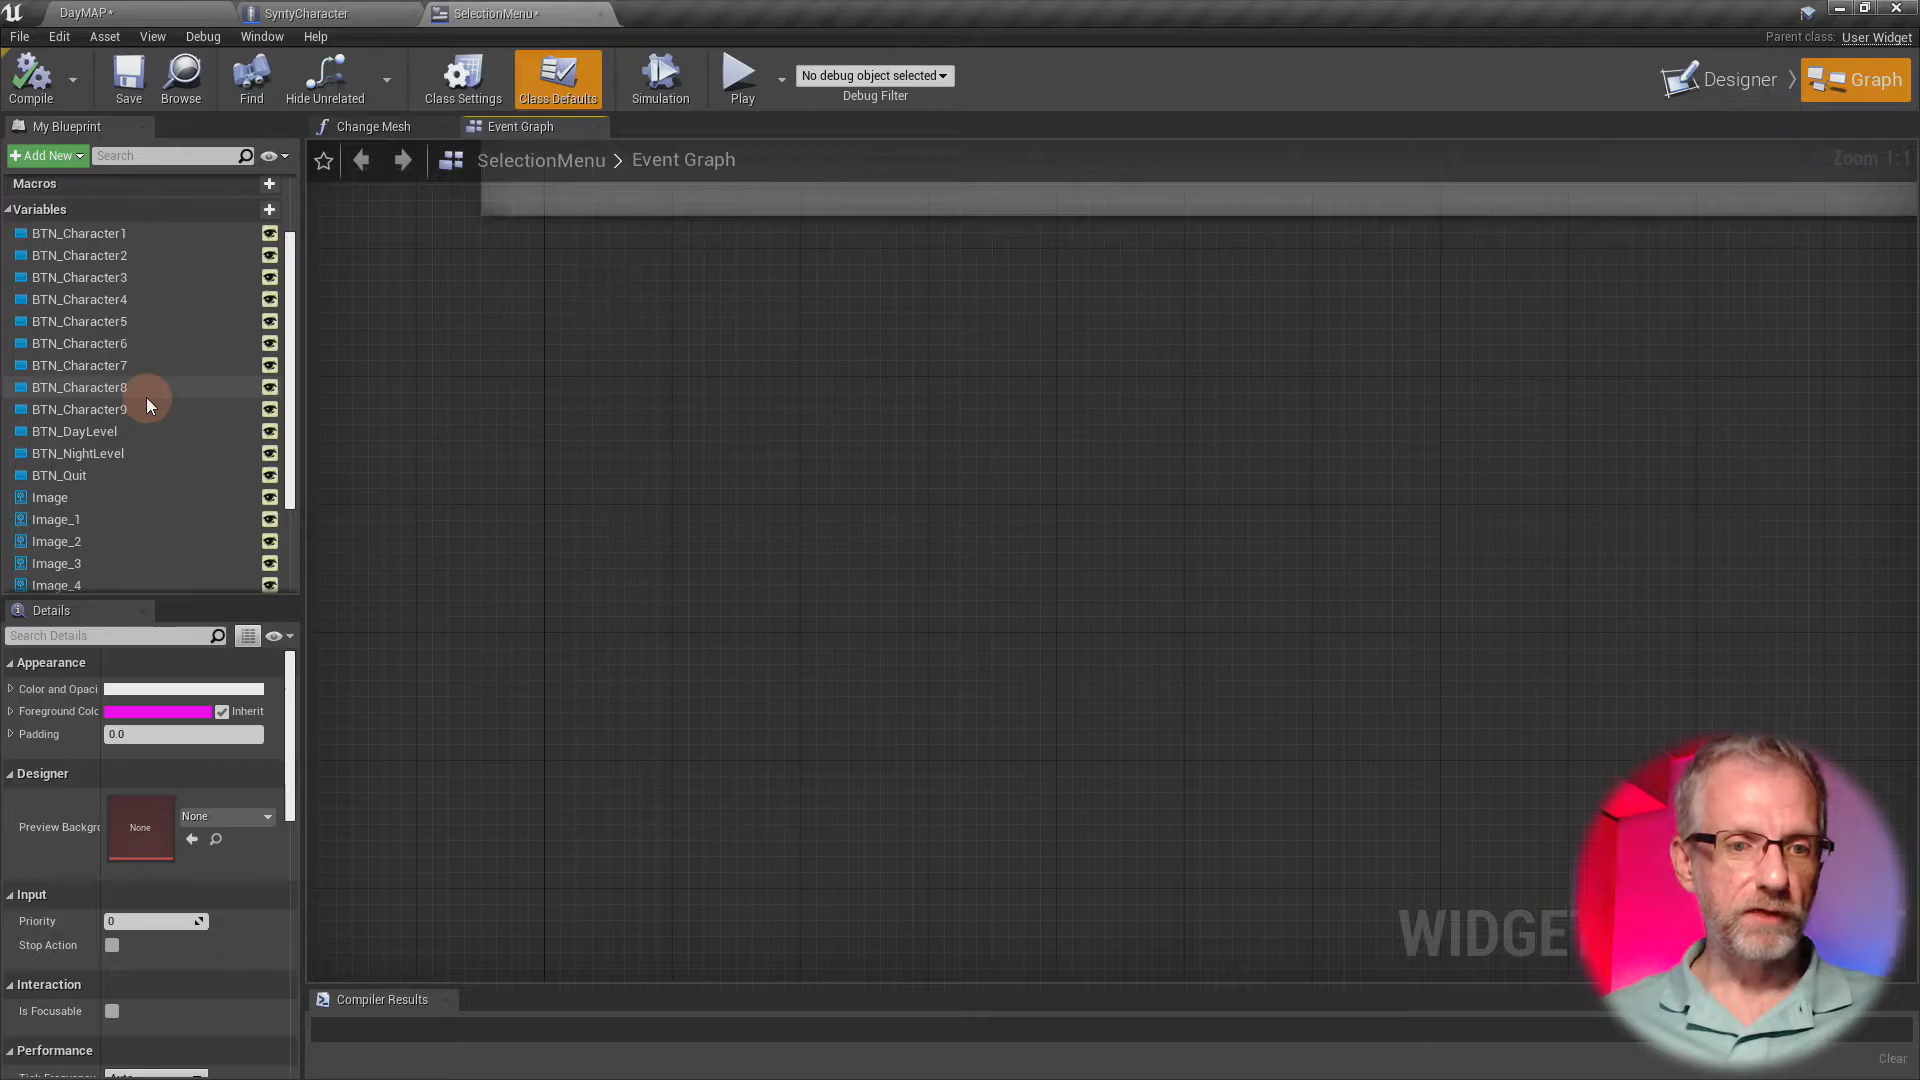 DayMAP*
SyntyCharacter
SelectionMenu*
File Edit Asset View Debug Window Help
Parent class: User Widget
Compile Save Browse Find Hide Unrelated Class Settings Class Defaults Simulation Play
No debug object selected
Debug Filter
Designer
Graph
My Blueprint
Change Mesh
Event Graph
Add New
Search
SelectionMenu > Event Graph
Zoom 1:1
Macros
Variables
BTN_Character1
BTN_Character2
BTN_Character3
BTN_Character4
BTN_Character5
BTN_Character6
BTN_Character7
BTN_Character8
BTN_Character9
BTN_DayLevel
BTN_NightLevel
BTN_Quit
Image
Image_1
Image_2
Image_3
Image_4
Details
Search Details
Appearance
Color and Opaci
Foreground Colc
Inherit
Padding
0.0
Designer
Preview Backgrc
None
None
Input
Priority
0
Stop Action
Interaction
Is Focusable
Performance
WIDGE
Compiler Results
Clear